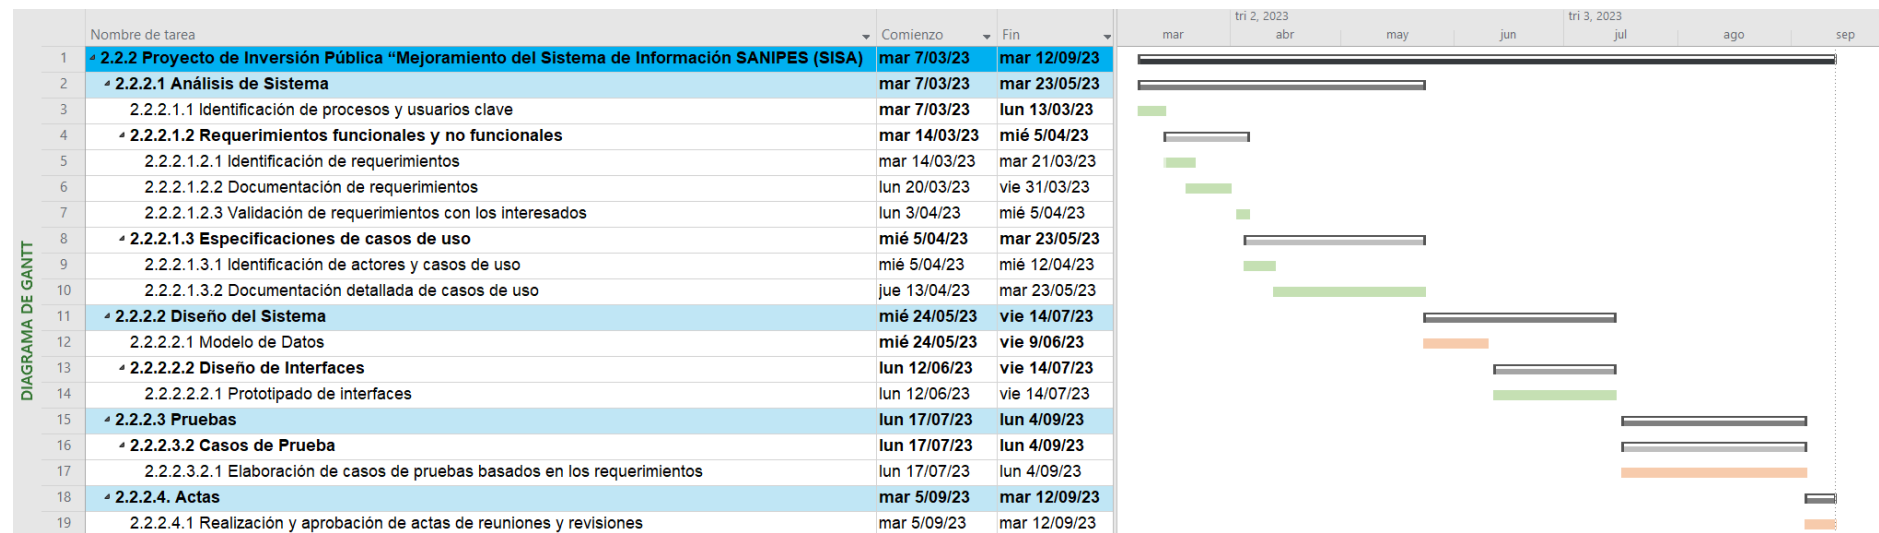 tri 2, 2023 tri 3, 2023
Nombre de tarea Comienzo Fin mar abr may jun jul ago sep
DIAGRAMA DE GANTT
1 2.2.2 Proyecto de Inversión Pública “Mejoramiento del Sistema de Información SANIPES (SISA) mar 7/03/23 mar 12/09/23
2 2.2.2.1 Análisis de Sistema mar 7/03/23 mar 23/05/23
3 2.2.2.1.1 Identificación de procesos y usuarios clave mar 7/03/23 lun 13/03/23
4 2.2.2.1.2 Requerimientos funcionales y no funcionales mar 14/03/23 mié 5/04/23
5 2.2.2.1.2.1 Identificación de requerimientos mar 14/03/23 mar 21/03/23
6 2.2.2.1.2.2 Documentación de requerimientos lun 20/03/23 vie 31/03/23
7 2.2.2.1.2.3 Validación de requerimientos con los interesados lun 3/04/23 mié 5/04/23
8 2.2.2.1.3 Especificaciones de casos de uso mié 5/04/23 mar 23/05/23
9 2.2.2.1.3.1 Identificación de actores y casos de uso mié 5/04/23 mié 12/04/23
10 2.2.2.1.3.2 Documentación detallada de casos de uso jue 13/04/23 mar 23/05/23
11 2.2.2.2 Diseño del Sistema mié 24/05/23 vie 14/07/23
12 2.2.2.2.1 Modelo de Datos mié 24/05/23 vie 9/06/23
13 2.2.2.2.2 Diseño de Interfaces lun 12/06/23 vie 14/07/23
14 2.2.2.2.2.1 Prototipado de interfaces lun 12/06/23 vie 14/07/23
15 2.2.2.3 Pruebas lun 17/07/23 lun 4/09/23
16 2.2.2.3.2 Casos de Prueba lun 17/07/23 lun 4/09/23
17 2.2.2.3.2.1 Elaboración de casos de pruebas basados en los requerimientos lun 17/07/23 lun 4/09/23
18 2.2.2.4. Actas mar 5/09/23 mar 12/09/23
19 2.2.2.4.1 Realización y aprobación de actas de reuniones y revisiones mar 5/09/23 mar 12/09/23